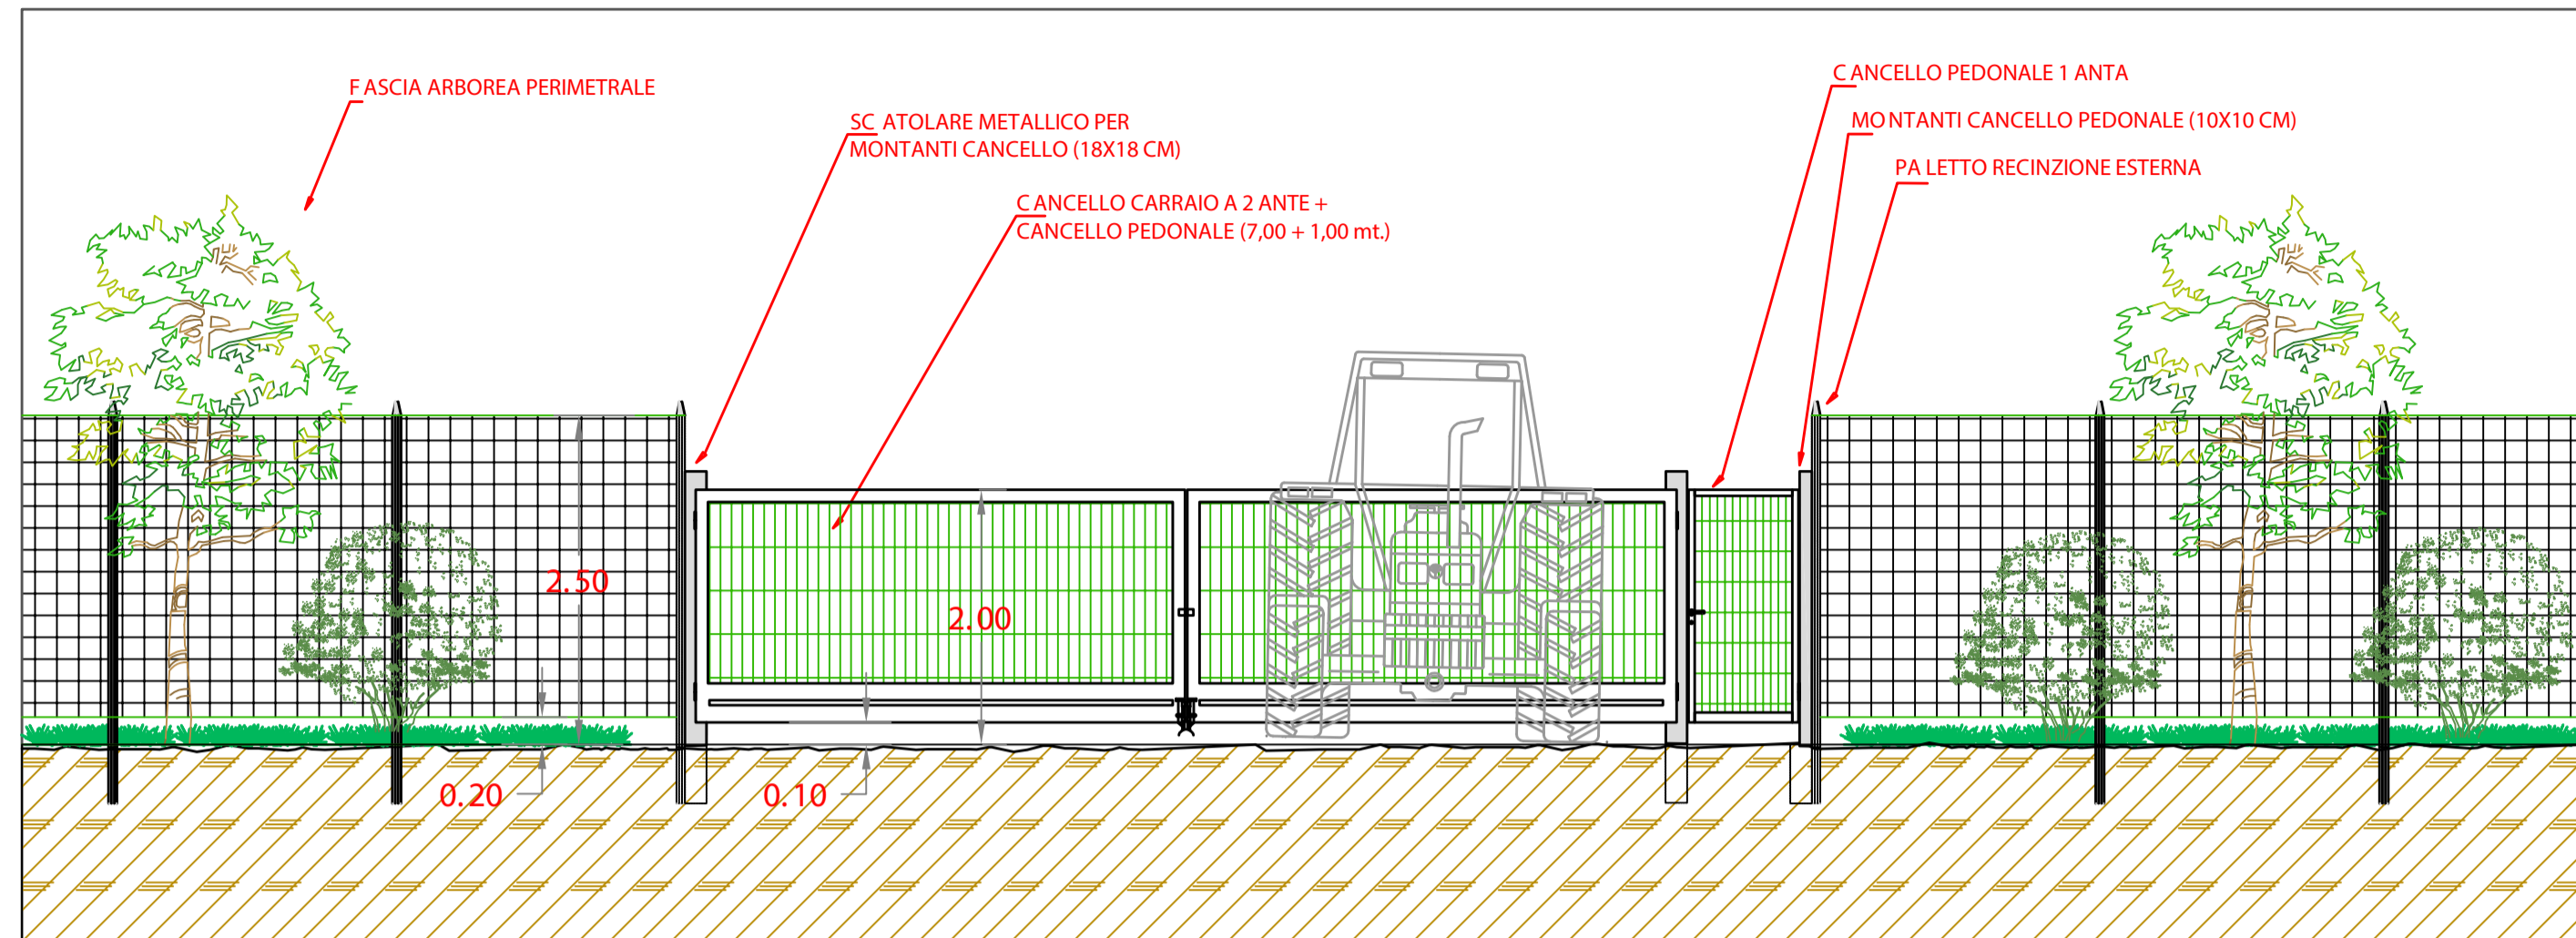 FASCIA ARBOREA PERIMETRALE
SCATOLARE METALLICO PER
MONTANTI CANCELLO (18X18 CM)
CANCELLO CARRAIO A 2 ANTE +
CANCELLO PEDONALE (7,00 + 1,00 mt.)
CANCELLO PEDONALE 1 ANTA
MONTANTI CANCELLO PEDONALE (10X10 CM)
PALETTO RECINZIONE ESTERNA
2.50
2.00
0.20
0.10